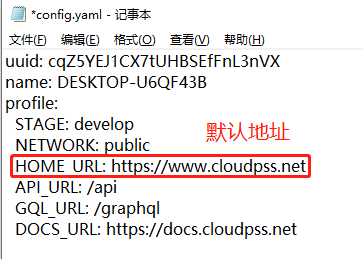 *config.yaml - 记事本
文件(F) 编辑(E) 格式(O) 查看(V) 帮助(H)
uuid: cqZ5YEJ1CX7tUHBSEfFnL3nVX
name: DESKTOP-U6QF43B
profile:
STAGE: develop
默认地址
NETWORK: public
HOME_URL: https://www.cloudpss.net
API_URL: /api
GQL_URL: /graphql
DOCS_URL: https://docs.cloudpss.net